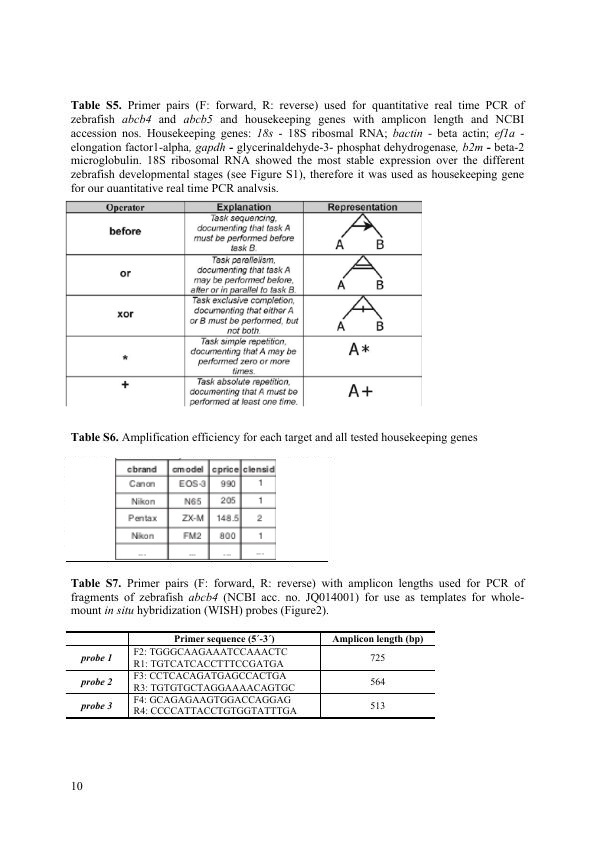 Table S5. Primer pairs (F: forward, R: reverse) used for quantitative real time PCR of
zebrafish abcb4 and abcb5 and housekeeping genes with amplicon length and NCBI
accession nos. Housekeeping genes: 18s - 18S ribosmal RNA; bactin - beta actin; ef1a -
elongation factor1-alpha, gapdh - glycerinaldehyde-3- phosphat dehydrogenase, b2m - beta-2
microglobulin. 18S ribosomal RNA showed the most stable expression over the different
zebrafish developmental stages (see Figure S1), therefore it was used as housekeeping gene
for our quantitative real time PCR analysis.
Operator Explanation Representation
before
Task sequencing,
documenting that task A
must be performed before
task B.
A B
or
Task parallelism,
documenting that task A
may be performed before,
after or in parallel to task B.
A B
xor
Task exclusive completion,
documenting that either A
or B must be performed, but
not both.
A B
*
Task simple repetition,
documenting that A may be
performed zero or more
times.
A*
+
Task absolute repetition,
documenting that A must be
performed at least one time.
A+
Table S6. Amplification efficiency for each target and all tested housekeeping genes
cbrand cmodel cprice clensid
Canon EOS-3 990 1
Nikon N65 205 1
Pentax ZX-M 148.5 2
Nikon FM2 800 1
... ... ... ...
Table S7. Primer pairs (F: forward, R: reverse) with amplicon lengths used for PCR of
fragments of zebrafish abcb4 (NCBI acc. no. JQ014001) for use as templates for whole-
mount in situ hybridization (WISH) probes (Figure2).
Primer sequence (5´-3´) Amplicon length (bp)
probe 1
F2: TGGGCAAGAAATCCAAACTC
R1: TGTCATCACCTTTCCGATGA
725
probe 2
F3: CCTCACAGATGAGCCACTGA
R3: TGTGTGCTAGGAAAACAGTGC
564
probe 3
F4: GCAGAGAAGTGGACCAGGAG
R4: CCCCATTACCTGTGGTATTTGA
513
10